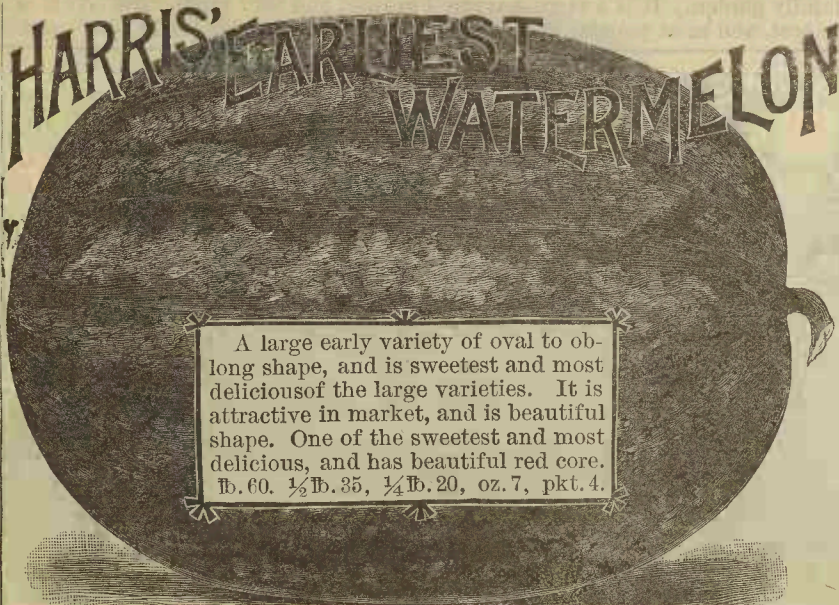 HARRIS' EARLIEST
WATERMELON
A large early variety of oval to ob-
long shape, and is sweetest and most
deliciousof the large varieties. It is
attractive in market, and is beautiful
shape. One of the sweetest and most
delicious, and has beautiful red core.
℔.60. ½℔.35, ¼℔.20, oz.7, pkt.4.